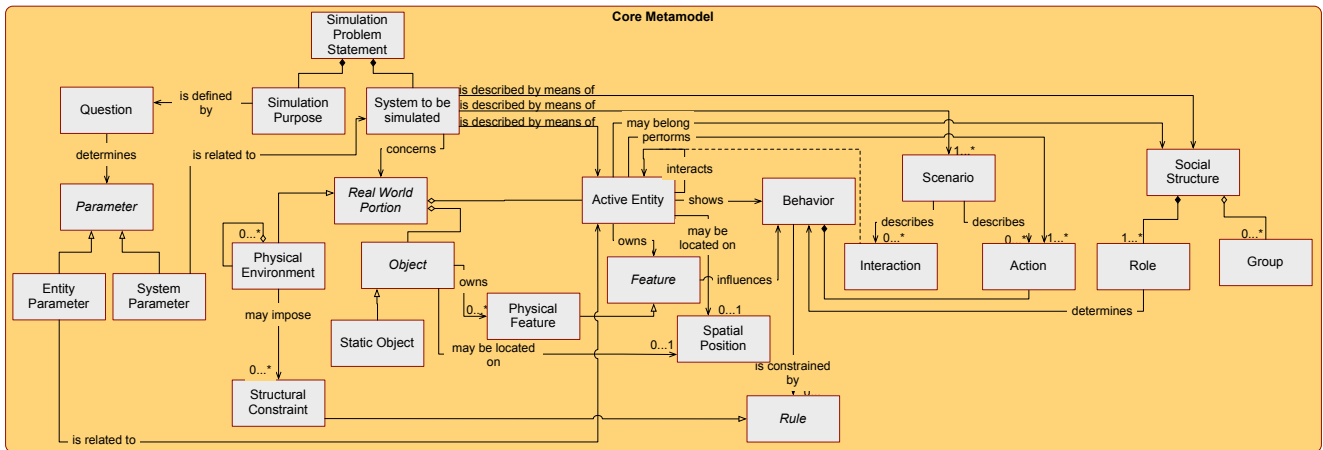 Core Metamodel
Simulation
Problem
Statement
is described by means of
is described by means of
is described by means of
Question
is defined
by
Simulation
Purpose
System to be
simulated
may belong
performs
determines
is related to
concerns
interacts
1...*
Scenario
Social
Structure
Parameter
Real World
Portion
Active Entity
shows
Behavior
describes
describes
0...*
Physical
Environment
Object
owns
may be
located on
0...*
Interaction
0...*
1...*
Action
1...*
Role
0...*
Group
Entity
Parameter
System
Parameter
owns
Feature
influences
may impose
0...*
Physical
Feature
determines
Static Object
may be located
on
0...1
0...1
Spatial
Position
0...*
Structural
Constraint
is constrained
by
Rule
is related to